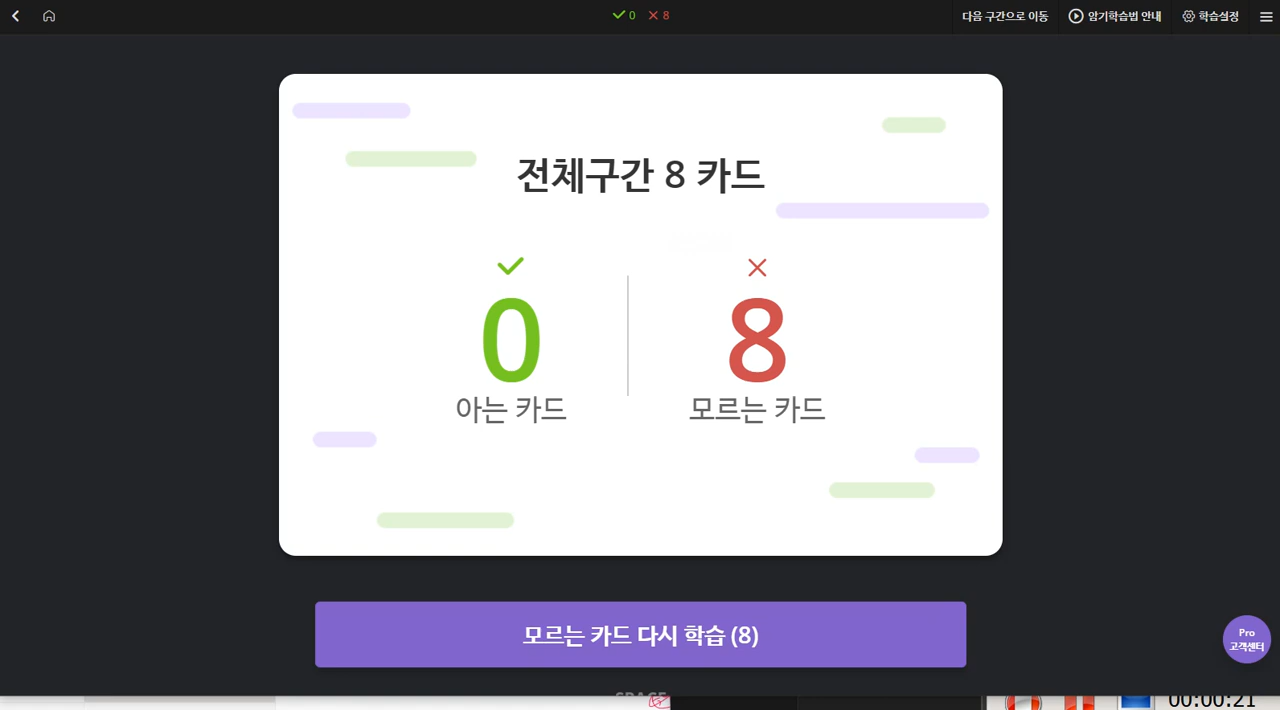 0 8 다음 구간으로 이동 암기학습법 안내 학습설정
전체구간 8 카드
0 8
아는 카드 모르는 카드
모르는 카드 다시 학습 (8)
Pro
고객센터
SPACE
00:00:21